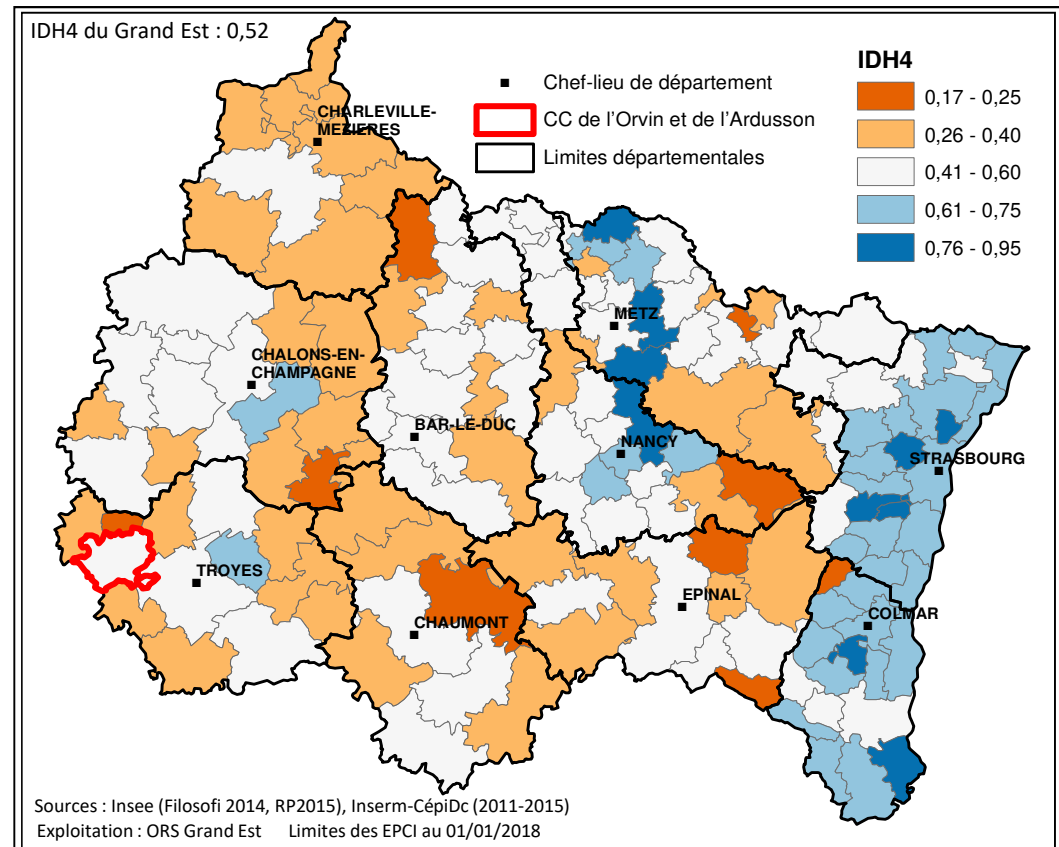 IDH4 du Grand Est : 0,52
IDH4
0,17 - 0,25
0,26 - 0,40
0,41 - 0,60
0,61 - 0,75
0,76 - 0,95
Chef-lieu de département
CC de l'Orvin et de l'Ardusson
Limites départementales
CHARLEVILLE-
MEZIERES
METZ
CHALONS-EN-
CHAMPAGNE
BAR-LE-DUC
NANCY
STRASBOURG
TROYES
EPINAL
CHAUMONT
COLMAR
Sources : Insee (Filosofi 2014, RP2015), Inserm-CépiDc (2011-2015)
Exploitation : ORS Grand Est Limites des EPCI au 01/01/2018